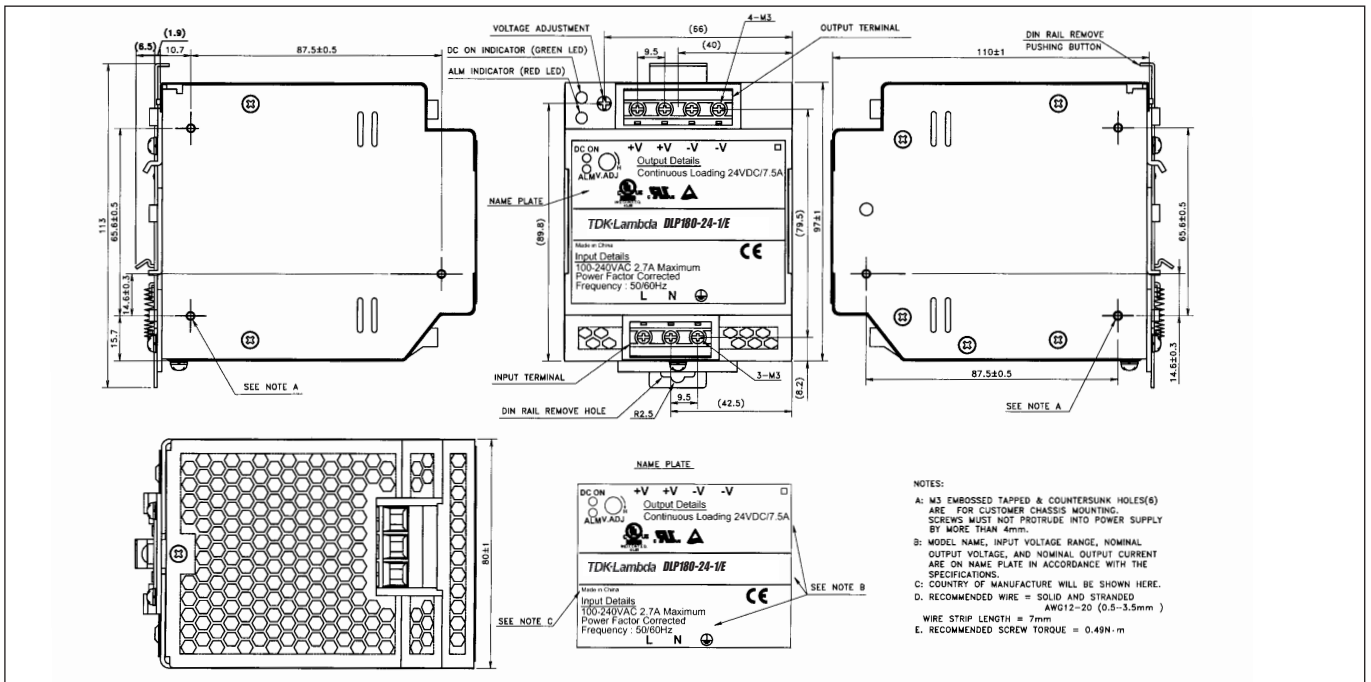 (6.5)
(1.9)
10.7
87.5±0.5
113
65.6±0.5
14.6±0.3
15.7
SEE NOTE A
VOLTAGE ADJUSTMENT
DC ON INDICATOR (GREEN LED)
ALM INDICATOR (RED LED)
(66)
4-M3
OUTPUT TERMINAL
9.5
(40)
DC ON
+V +V -V -V
ALM
V.ADJ
H
Output Details
Continuous Loading 24VDC/7.5A
NAME PLATE
TDK·Lambda DLP180-24-1/E
Made in China
Input Details
100-240VAC 2.7A Maximum
Power Factor Corrected
Frequency : 50/60Hz
L N
CE
(89.8)
(79.5)
97±1
(8.2)
INPUT TERMINAL
3-M3
DIN RAIL REMOVE HOLE
R2.5
9.5
(42.5)
DIN RAIL REMOVE
PUSHING BUTTON
110±1
65.6±0.5
14.6±0.3
87.5±0.5
SEE NOTE A
80±1
NAME PLATE
DC ON
+V +V -V -V
ALM
V.ADJ
H
Output Details
Continuous Loading 24VDC/7.5A
TDK·Lambda DLP180-24-1/E
Made in China
Input Details
100-240VAC 2.7A Maximum
Power Factor Corrected
Frequency : 50/60Hz
L N
CE
SEE NOTE B
SEE NOTE C
NOTES:
A: M3 EMBOSSED TAPPED & COUNTERSUNK HOLES(6)
ARE FOR CUSTOMER CHASSIS MOUNTING.
SCREWS MUST NOT PROTRUDE INTO POWER SUPPLY
BY MORE THAN 4mm.
B: MODEL NAME, INPUT VOLTAGE RANGE, NOMINAL
OUTPUT VOLTAGE, AND NOMINAL OUTPUT CURRENT
ARE ON NAME PLATE IN ACCORDANCE WITH THE
SPECIFICATIONS.
C: COUNTRY OF MANUFACTURE WILL BE SHOWN HERE.
D. RECOMMENDED WIRE = SOLID AND STRANDED
AWG12-20 (0.5-3.5mm )
WIRE STRIP LENGTH = 7mm
E. RECOMMENDED SCREW TORQUE = 0.49N·m